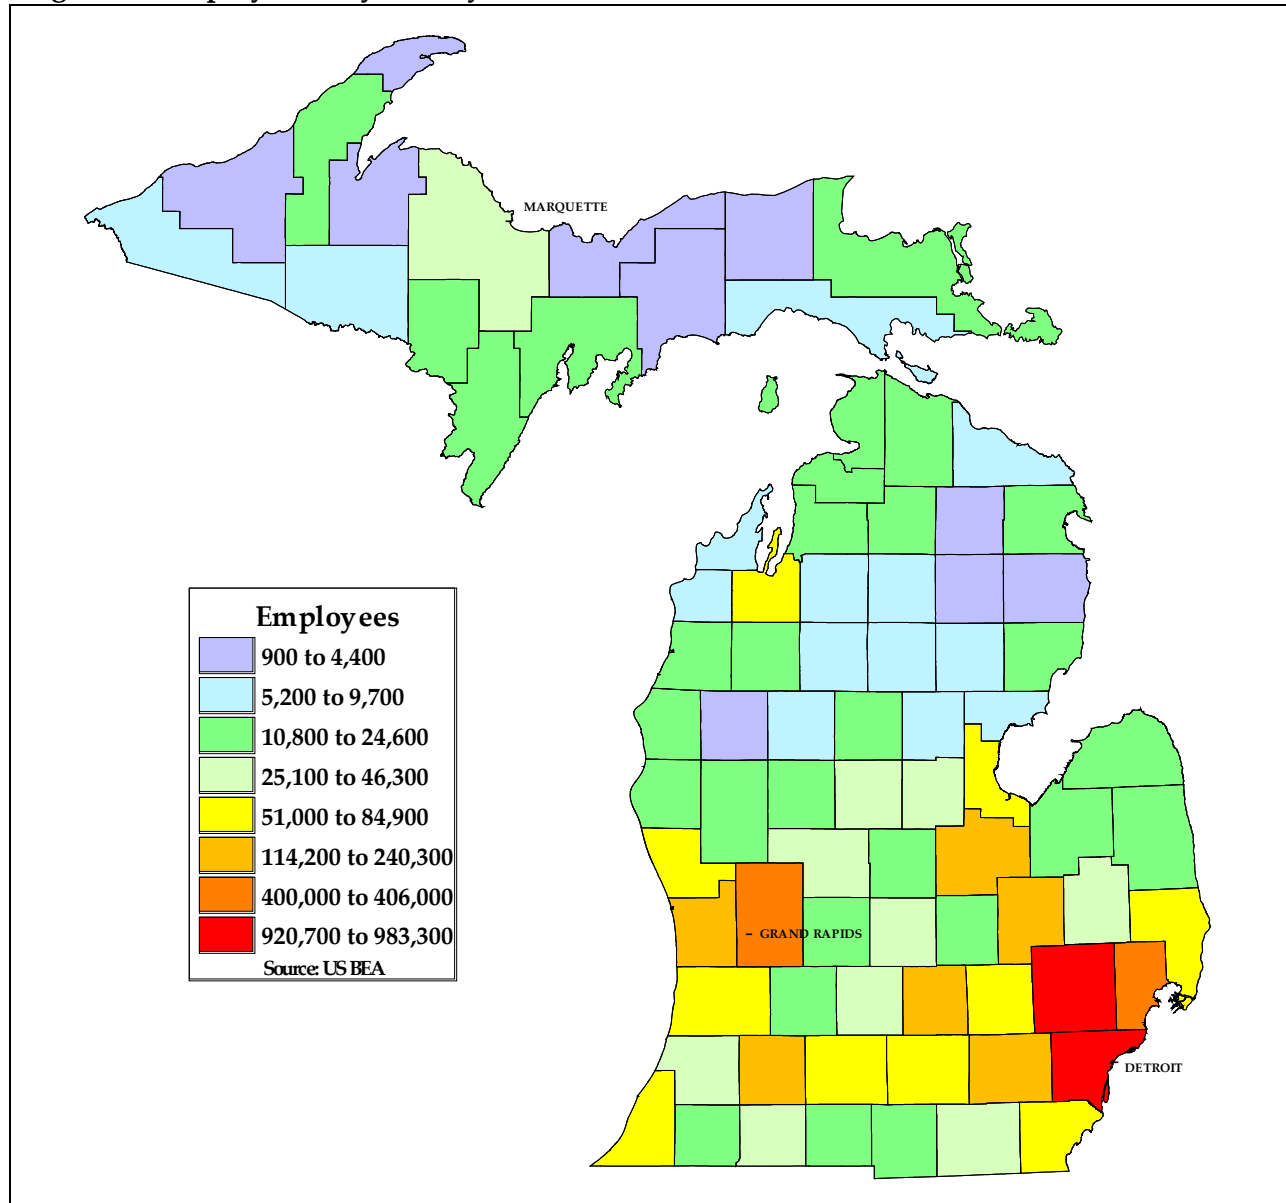 MARQUETTE
Employees
900 to 4,400
5,200 to 9,700
10,800 to 24,600
25,100 to 46,300
51,000 to 84,900
114,200 to 240,300
400,000 to 406,000
920,700 to 983,300
Source: US BEA
GRAND RAPIDS
DETROIT